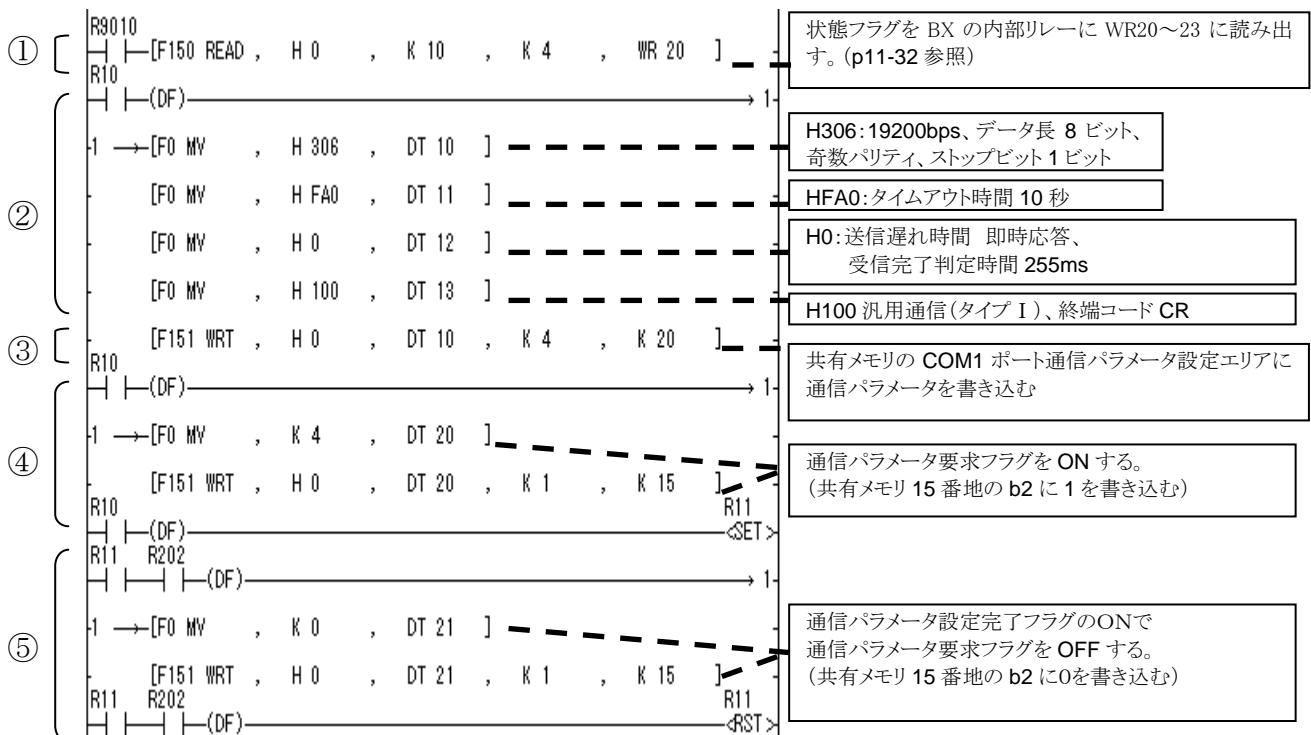 R9010
① [F150 READ , H 0 , K 10 , K 4 , WR 20 ]
状態フラグを BX の内部リレーに WR20～23 に読み出
す。（p11-32 参照）
R10
② (DF) 1
1 [F0 MV , H 306 , DT 10 ]
H306：19200bps、データ長 8 ビット、
奇数パリティ、ストップビット 1 ビット
[F0 MV , H FA0 , DT 11 ]
HFA0：タイムアウト時間 10 秒
[F0 MV , H 0 , DT 12 ]
H0：送信遅れ時間 即時応答、
受信完了判定時間 255ms
[F0 MV , H 100 , DT 13 ]
H100 汎用通信（タイプⅠ）、終端コード CR
③ [F151 WRT , H 0 , DT 10 , K 4 , K 20 ]
共有メモリの COM1 ポート通信パラメータ設定エリアに
通信パラメータを書き込む
R10
④ (DF) 1
1 [F0 MV , K 4 , DT 20 ]
[F151 WRT , H 0 , DT 20 , K 1 , K 15 ]
通信パラメータ要求フラグを ON する。
（共有メモリ 15 番地の b2 に 1 を書き込む）
R10 R11
(DF) <SET>
R11 R202
⑤ (DF) 1
1 [F0 MV , K 0 , DT 21 ]
[F151 WRT , H 0 , DT 21 , K 1 , K 15 ]
通信パラメータ設定完了フラグのＯＮで
通信パラメータ要求フラグを OFF する。
（共有メモリ 15 番地の b2 に０を書き込む）
R11 R202 R11
(DF) <RST>